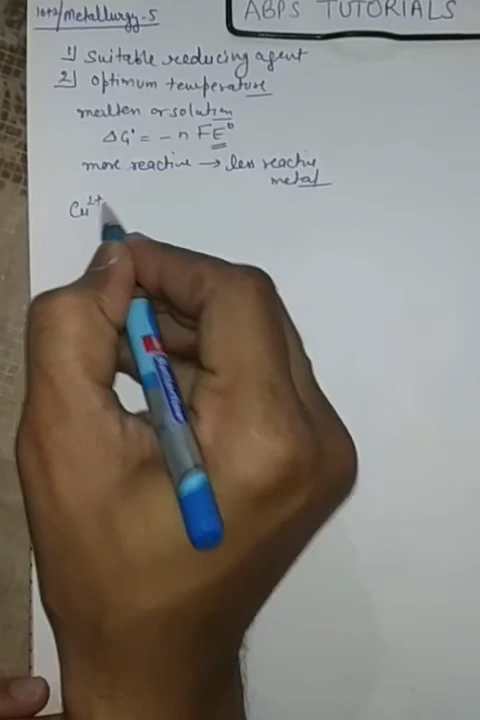 10+2/Metallurgy-5
ABPS TUTORIALS
1) Suitable reducing agent
2) Optimum temperature
molten or solution
ΔG° = - n F E°
more reactive → less reactive
metal
Cu²⁺